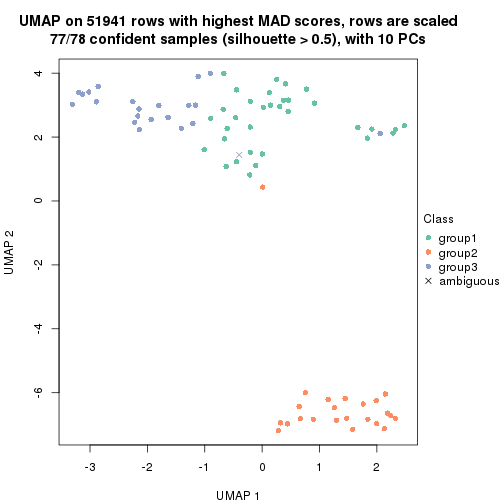 UMAP on 51941 rows with highest MAD scores, rows are scaled
77/78 confident samples (silhouette > 0.5), with 10 PCs
4
2
0
-2
-4
-6
UMAP 2
-3
-2
-1
0
1
2
UMAP 1
Class
group1
group2
group3
ambiguous